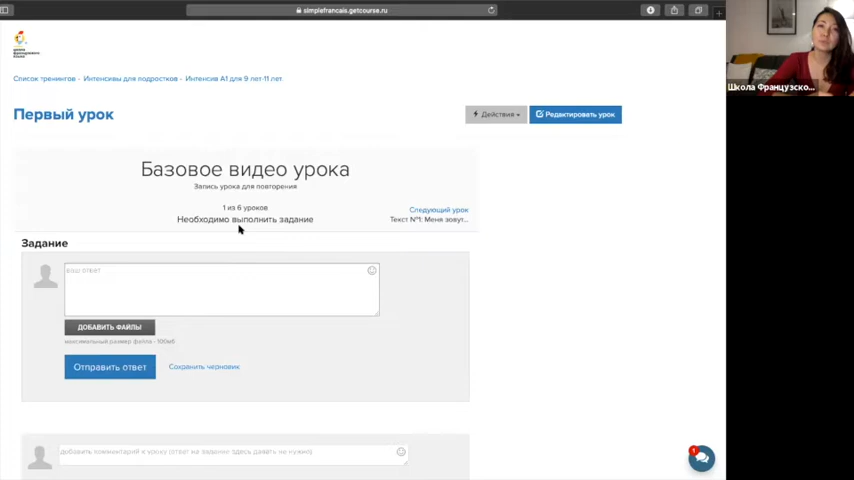 simplefrancais.getcourse.ru
Школа Французско...
Список тренингов - Интенсивы для подростков - Интенсив А1 для 9 лет-11 лет
Первый урок
Действия
Редактировать урок
Базовое видео урока
Запись урока для повторения
1 из 6 уроков
Необходимо выполнить задание
Следующий урок
Текст №1: Меня зовут...
Задание
ваш ответ
ДОБАВИТЬ ФАЙЛЫ
максимальный размер файла - 100мб
Отправить ответ
Сохранить черновик
добавить комментарий к уроку (ответ на задание здесь давать не нужно)
1